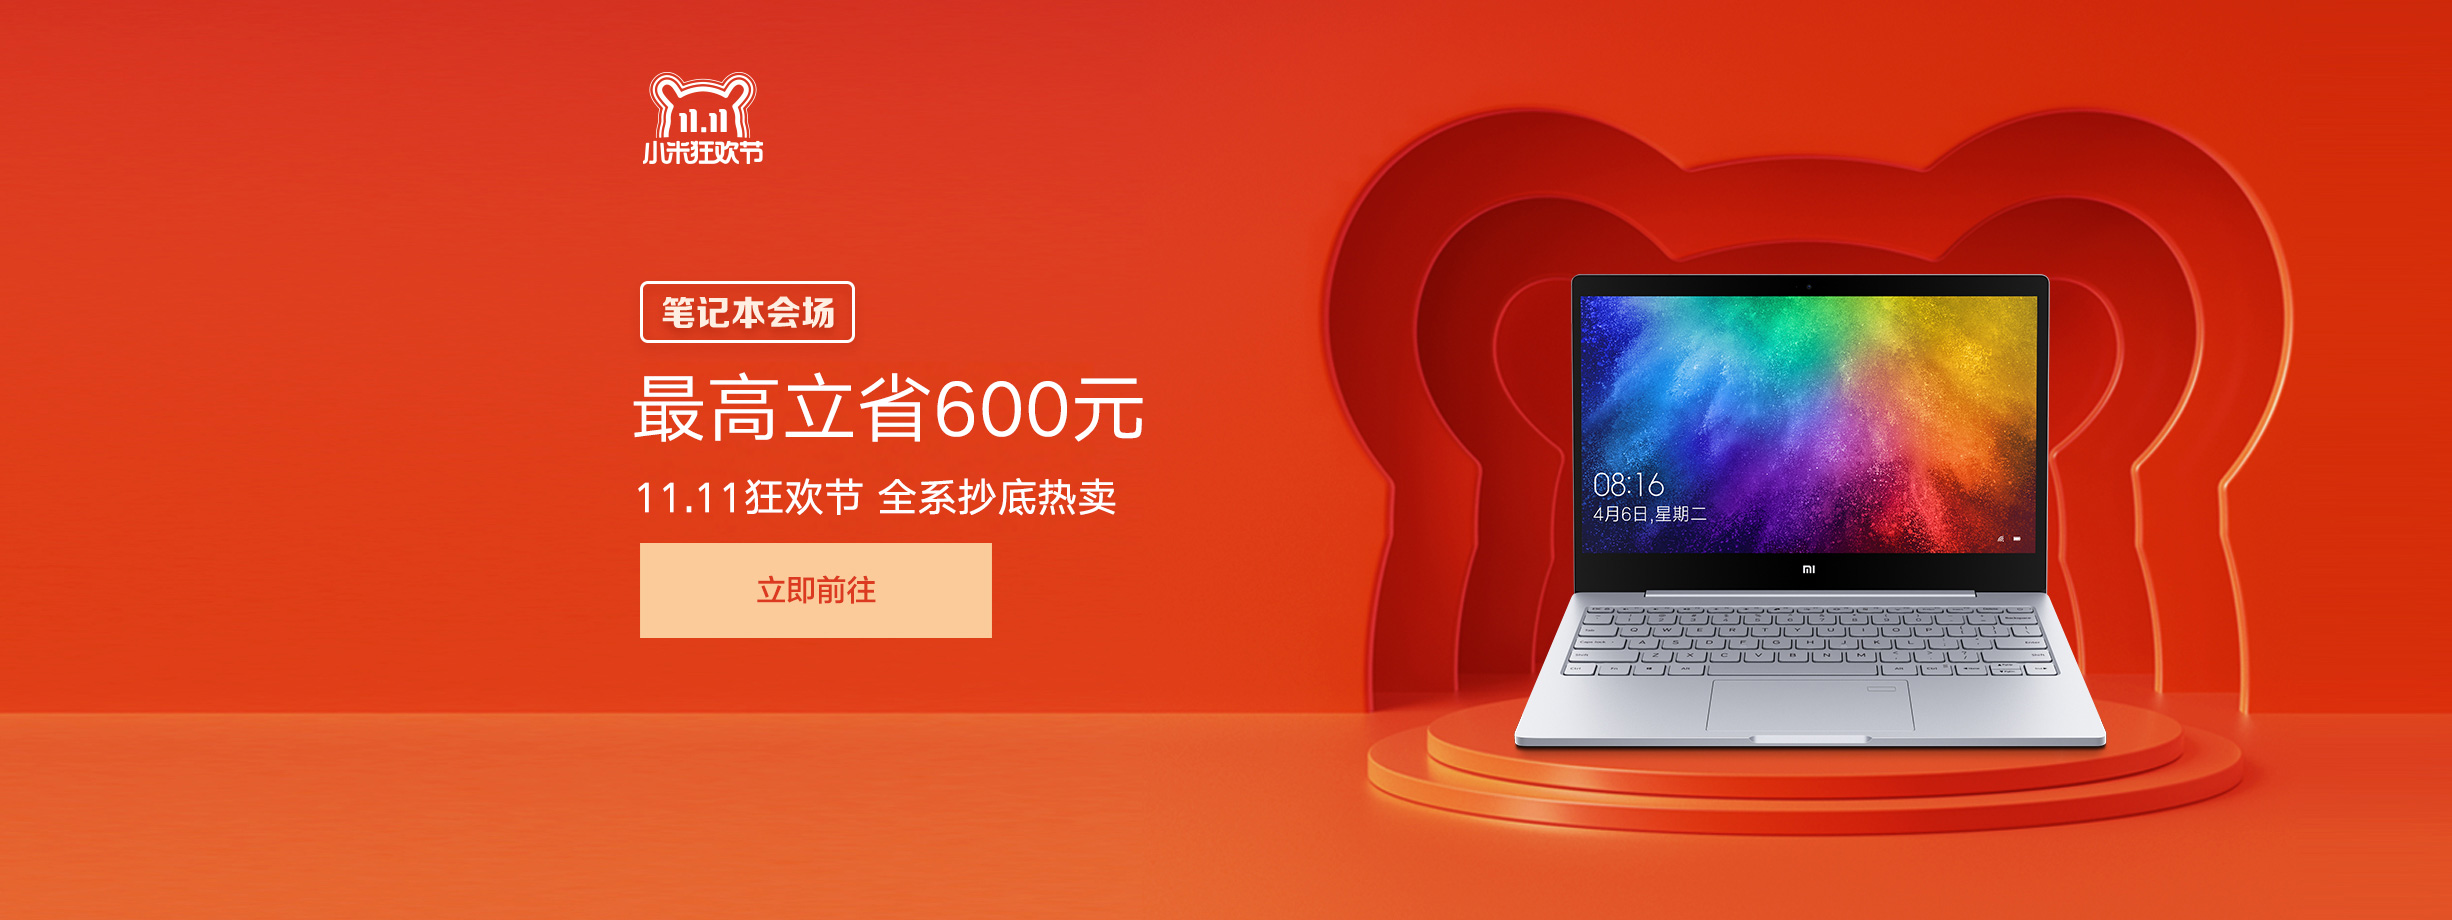 11.11
小米狂欢节
笔记本会场
最高立省600元
11.11狂欢节 全系抄底热卖
立即前往
08:16
4月6日,星期二
mi